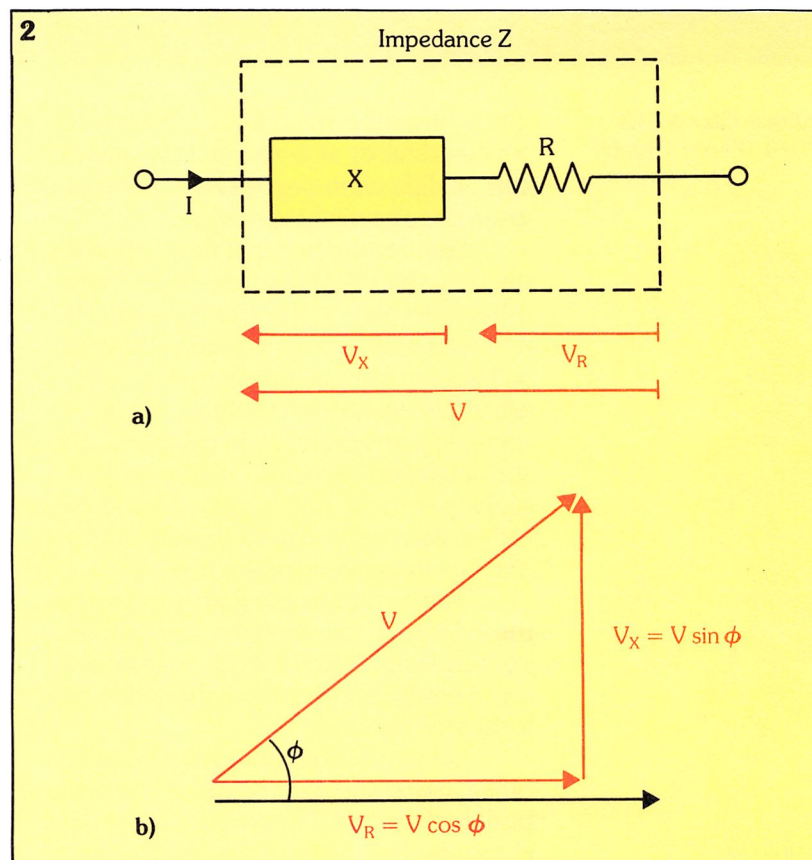 2
Impedance Z
X
R
I
V_X
V_R
V
a)
V
V_X = V sin ϕ
ϕ
V_R = V cos ϕ
b)